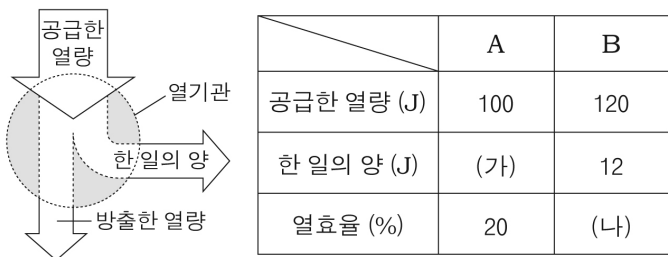 공급한
열량
열기관
한 일의 양
방출한 열량
A B
공급한 열량 (J) 100 120
한 일의 양 (J) (가) 12
열효율 (%) 20 (나)